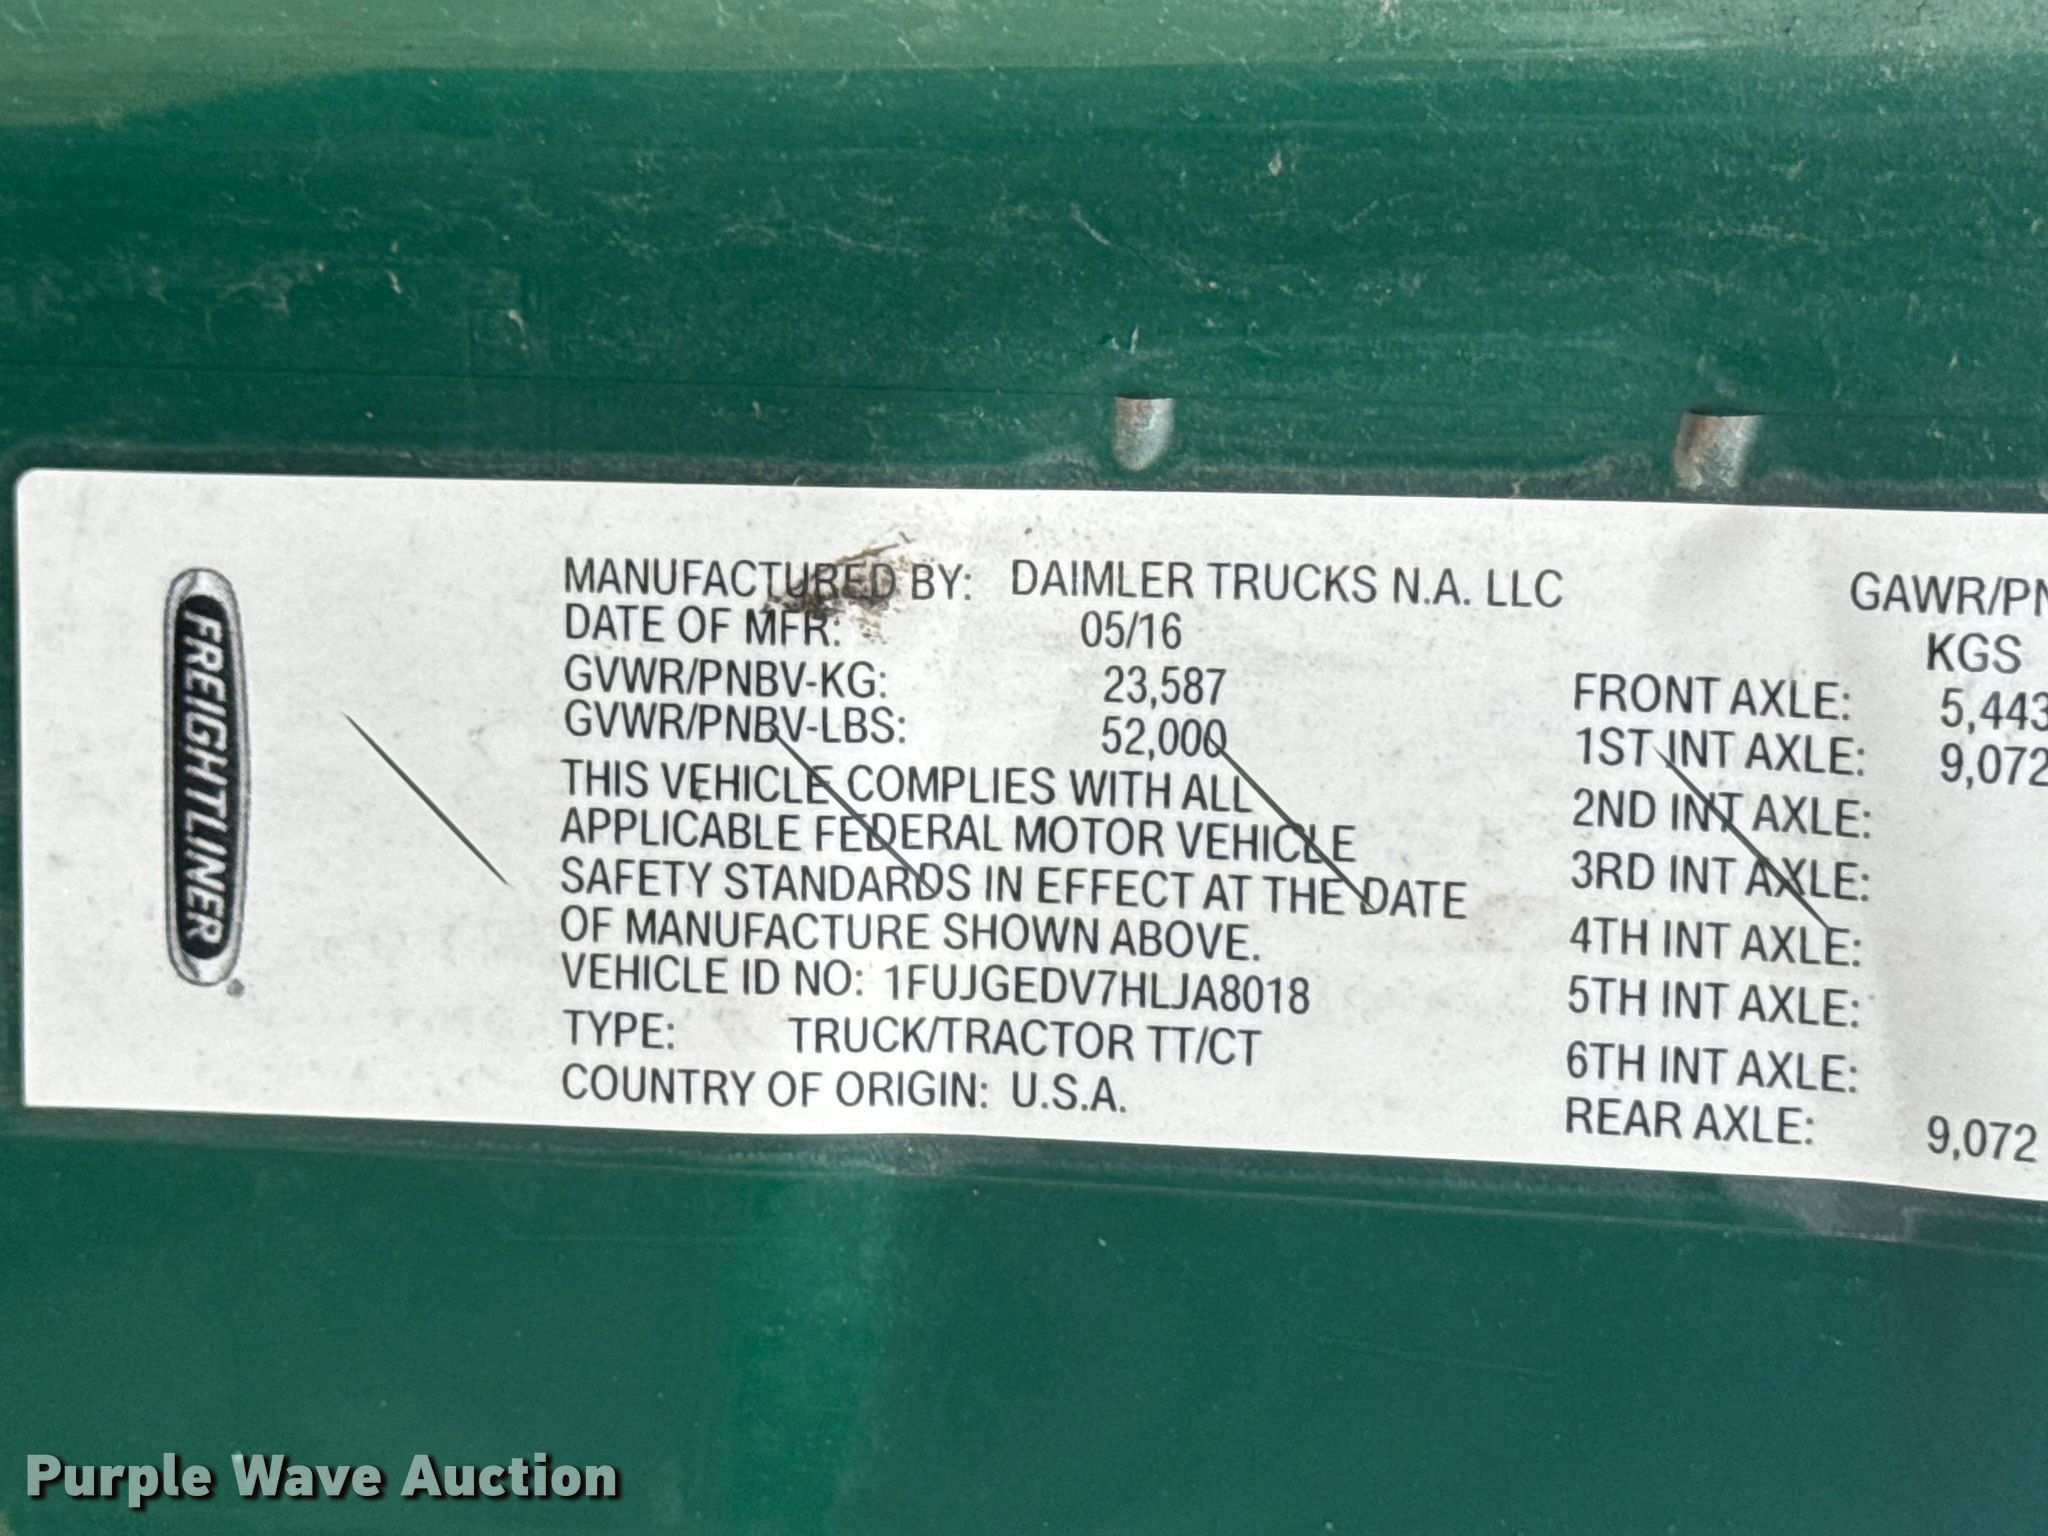 FREIGHTLINER
MANUFACTURED BY: DAIMLER TRUCKS N.A. LLC
DATE OF MFR: 05/16
GVWR/PNBV-KG: 23,587
GVWR/PNBV-LBS: 52,000
THIS VEHICLE COMPLIES WITH ALL
APPLICABLE FEDERAL MOTOR VEHICLE
SAFETY STANDARDS IN EFFECT AT THE DATE
OF MANUFACTURE SHOWN ABOVE.
VEHICLE ID NO: 1FUJGEDV7HLJA8018
TYPE: TRUCK/TRACTOR TT/CT
COUNTRY OF ORIGIN: U.S.A.
GAWR/PN
KGS
FRONT AXLE: 5,443
1ST INT AXLE: 9,072
2ND INT AXLE:
3RD INT AXLE:
4TH INT AXLE:
5TH INT AXLE:
6TH INT AXLE:
REAR AXLE: 9,072
Purple Wave Auction